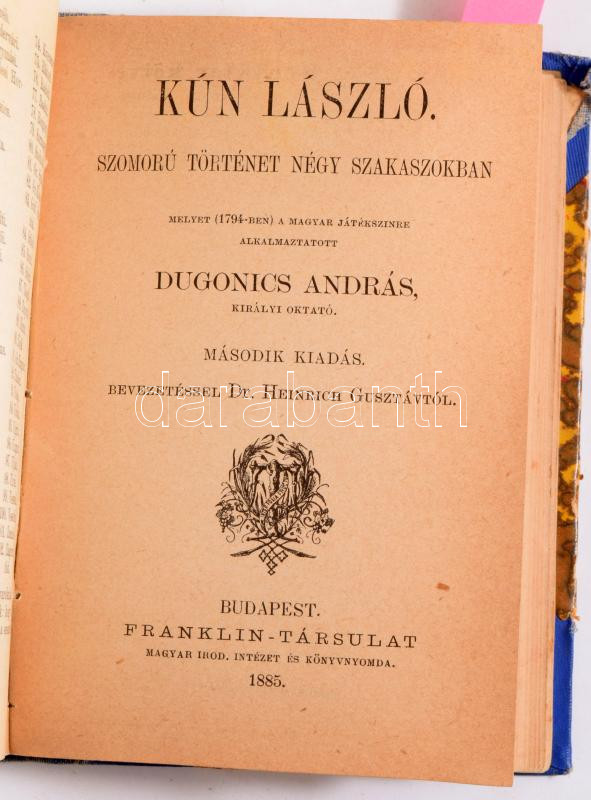 KÚN LÁSZLÓ.
SZOMORÚ TÖRTÉNET NÉGY SZAKASZOKBAN
MELYET (1794-BEN) A MAGYAR JÁTÉKSZINRE
ALKALMAZTATOTT
DUGONICS ANDRÁS,
KIRÁLYI OKTATÓ.
MÁSODIK KIADÁS.
BEVEZETÉSSEL DR. HEINRICH GUSZTÁVTÓL.
darabanth
BUDAPEST.
FRANKLIN-TÁRSULAT
MAGYAR IROD. INTÉZET ÉS KÖNYVNYOMDA.
1885.